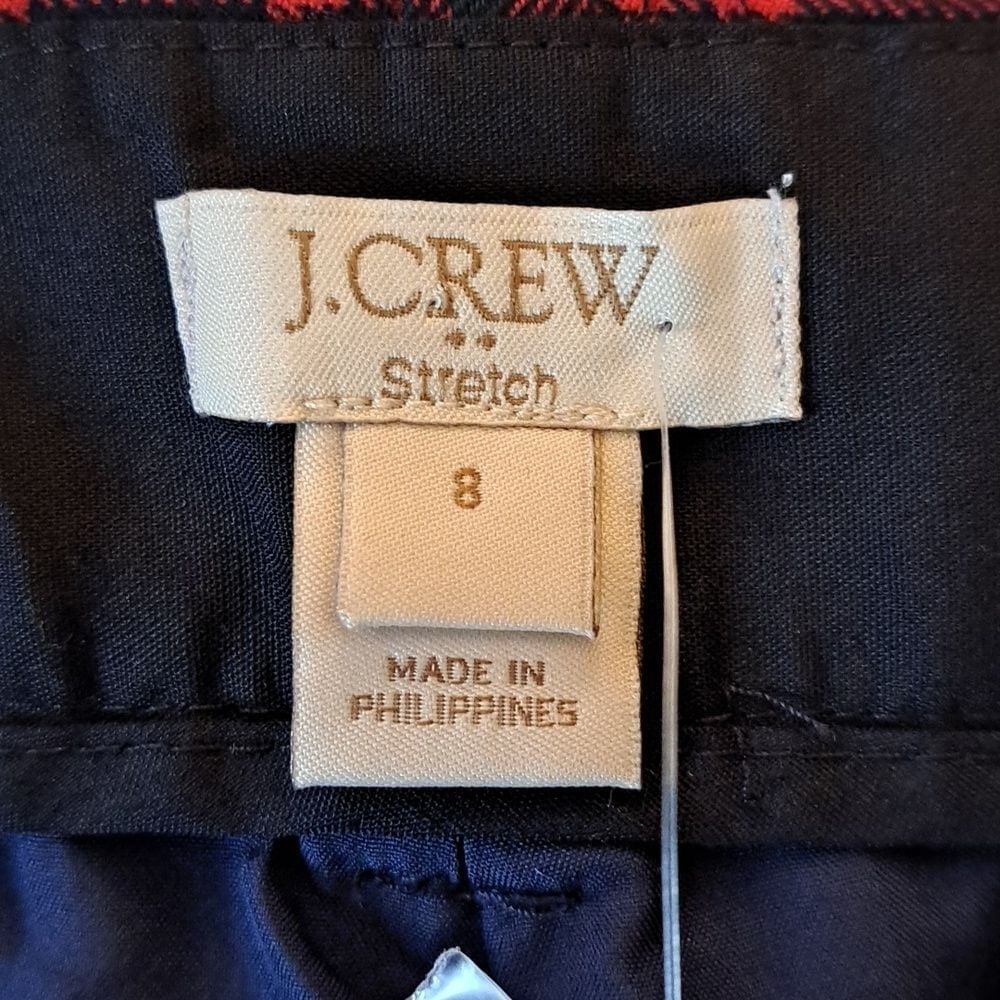 J.CREW
Stretch
8
MADE IN
PHILIPPINES